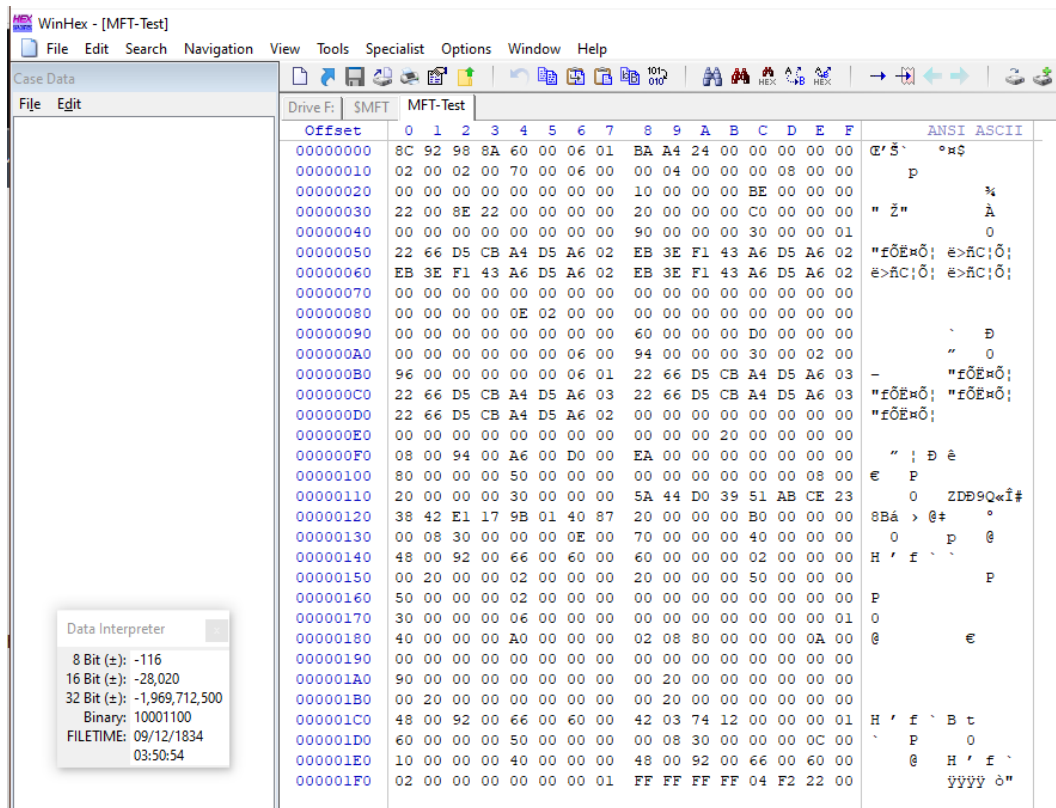 WinHex - [MFT-Test]
File Edit Search Navigation View Tools Specialist Options Window Help
Case Data
File Edit
Drive F: $MFT MFT-Test
Offset 0 1 2 3 4 5 6 7 8 9 A B C D E F ANSI ASCII
00000000 8C 92 98 8A 60 00 06 01 BA A4 24 00 00 00 00 00 Œ’˜Š` º¤$
00000010 02 00 02 00 70 00 06 00 00 04 00 00 00 08 00 00 p
00000020 00 00 00 00 00 00 00 00 10 00 00 00 BE 00 00 00 ¾
00000030 22 00 8E 22 00 00 00 00 20 00 00 00 C0 00 00 00 " Ž" À
00000040 00 00 00 00 00 00 00 00 90 00 00 00 30 00 00 01 0
00000050 22 66 D5 CB A4 D5 A6 02 EB 3E F1 43 A6 D5 A6 02 "fÕË¤Õ¦ ë>ñC¦Õ¦
00000060 EB 3E F1 43 A6 D5 A6 02 EB 3E F1 43 A6 D5 A6 02 ë>ñC¦Õ¦ ë>ñC¦Õ¦
00000070 00 00 00 00 00 00 00 00 00 00 00 00 00 00 00 00
00000080 00 00 00 00 0E 02 00 00 00 00 00 00 00 00 00 00
00000090 00 00 00 00 00 00 00 00 60 00 00 00 D0 00 00 00 ` Ð
000000A0 00 00 00 00 00 00 06 00 94 00 00 00 30 00 02 00 ” 0
000000B0 96 00 00 00 00 00 06 01 22 66 D5 CB A4 D5 A6 03 – "fÕË¤Õ¦
000000C0 22 66 D5 CB A4 D5 A6 03 22 66 D5 CB A4 D5 A6 03 "fÕË¤Õ¦ "fÕË¤Õ¦
000000D0 22 66 D5 CB A4 D5 A6 02 00 00 00 00 00 00 00 00 "fÕË¤Õ¦
000000E0 00 00 00 00 00 00 00 00 00 00 00 20 00 00 00 00
000000F0 08 00 94 00 A6 00 D0 00 EA 00 00 00 00 00 00 00 ” ¦ Ð ê
00000100 80 00 00 00 50 00 00 00 00 00 00 00 00 00 08 00 € P
00000110 20 00 00 00 30 00 00 00 5A 44 D0 39 51 AB CE 23 0 ZDÐ9Q«Î#
00000120 38 42 E1 17 9B 01 40 87 20 00 00 00 B0 00 00 00 8Bá › @‡ °
00000130 00 08 30 00 00 00 0E 00 70 00 00 00 40 00 00 00 0 p @
00000140 48 00 92 00 66 00 60 00 60 00 00 00 02 00 00 00 H ’ f ` `
00000150 00 20 00 00 02 00 00 00 20 00 00 00 50 00 00 00 P
00000160 50 00 00 00 02 00 00 00 00 00 00 00 00 00 00 00 P
00000170 30 00 00 00 06 00 00 00 00 00 00 00 00 00 00 01 0
00000180 40 00 00 00 A0 00 00 00 02 08 80 00 00 00 0A 00 @ €
00000190 00 00 00 00 00 00 00 00 00 00 00 00 00 00 00 00
000001A0 90 00 00 00 00 00 00 00 00 20 00 00 00 00 00 00
000001B0 00 20 00 00 00 00 00 00 00 20 00 00 00 00 00 00
000001C0 48 00 92 00 66 00 60 00 42 03 74 12 00 00 00 01 H ’ f ` B t
000001D0 60 00 00 00 50 00 00 00 00 08 30 00 00 00 0C 00 ` P 0
000001E0 10 00 00 00 40 00 00 00 48 00 92 00 66 00 60 00 @ H ’ f `
000001F0 02 00 00 00 00 00 00 01 FF FF FF FF 04 F2 22 00 ÿÿÿÿ ò"
Data Interpreter
8 Bit (±): -116
16 Bit (±): -28,020
32 Bit (±): -1,969,712,500
Binary: 10001100
FILETIME: 09/12/1834
03:50:54